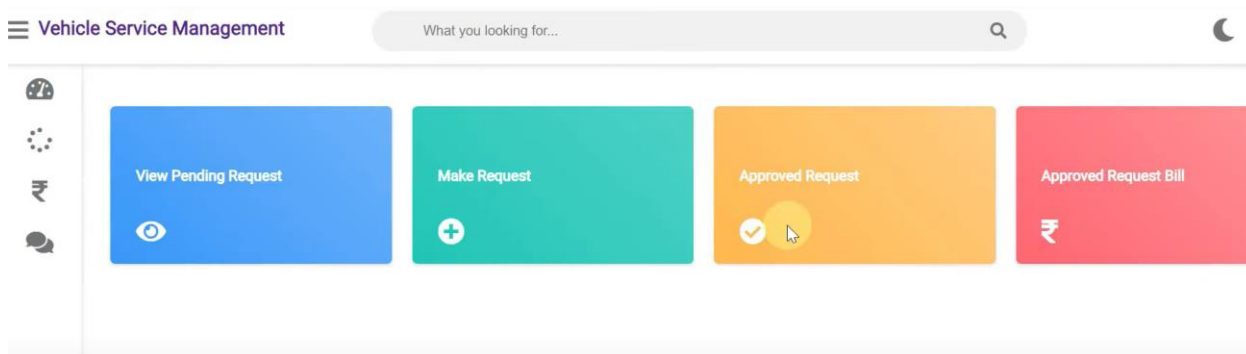 Vehicle Service Management
What you looking for...
View Pending Request
Make Request
Approved Request
Approved Request Bill
₹
₹